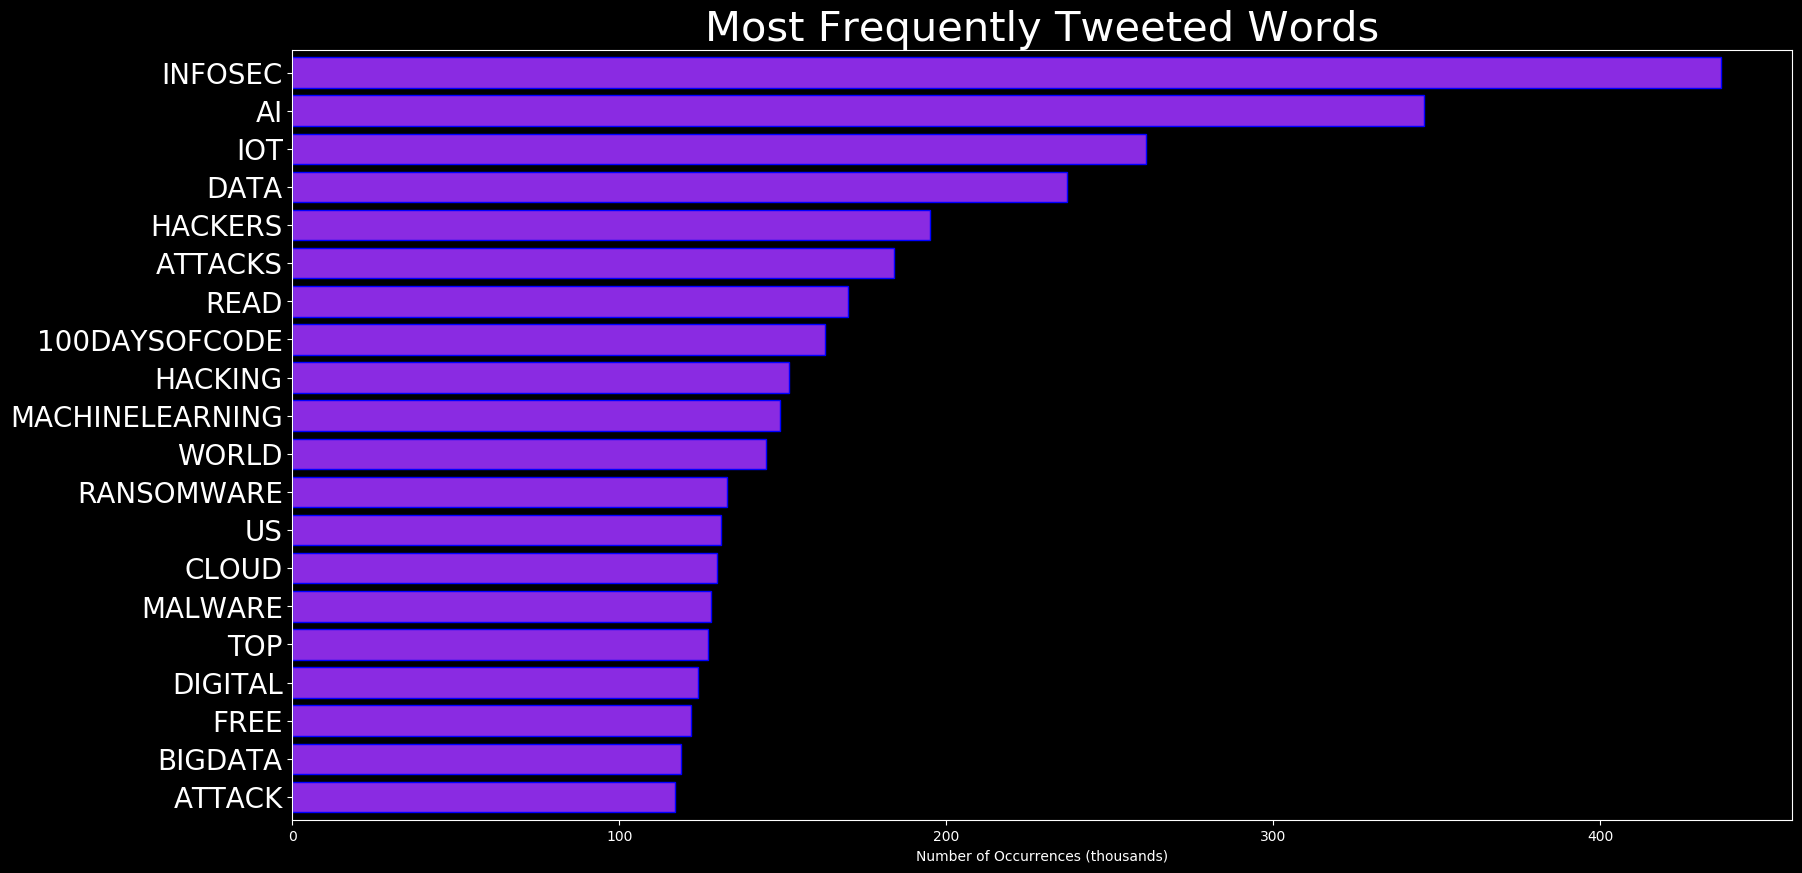 Most Frequently Tweeted Words
INFOSEC
AI
IOT
DATA
HACKERS
ATTACKS
READ
100DAYSOFCODE
HACKING
MACHINELEARNING
WORLD
RANSOMWARE
US
CLOUD
MALWARE
TOP
DIGITAL
FREE
BIGDATA
ATTACK
0 100 200 300 400
Number of Occurrences (thousands)